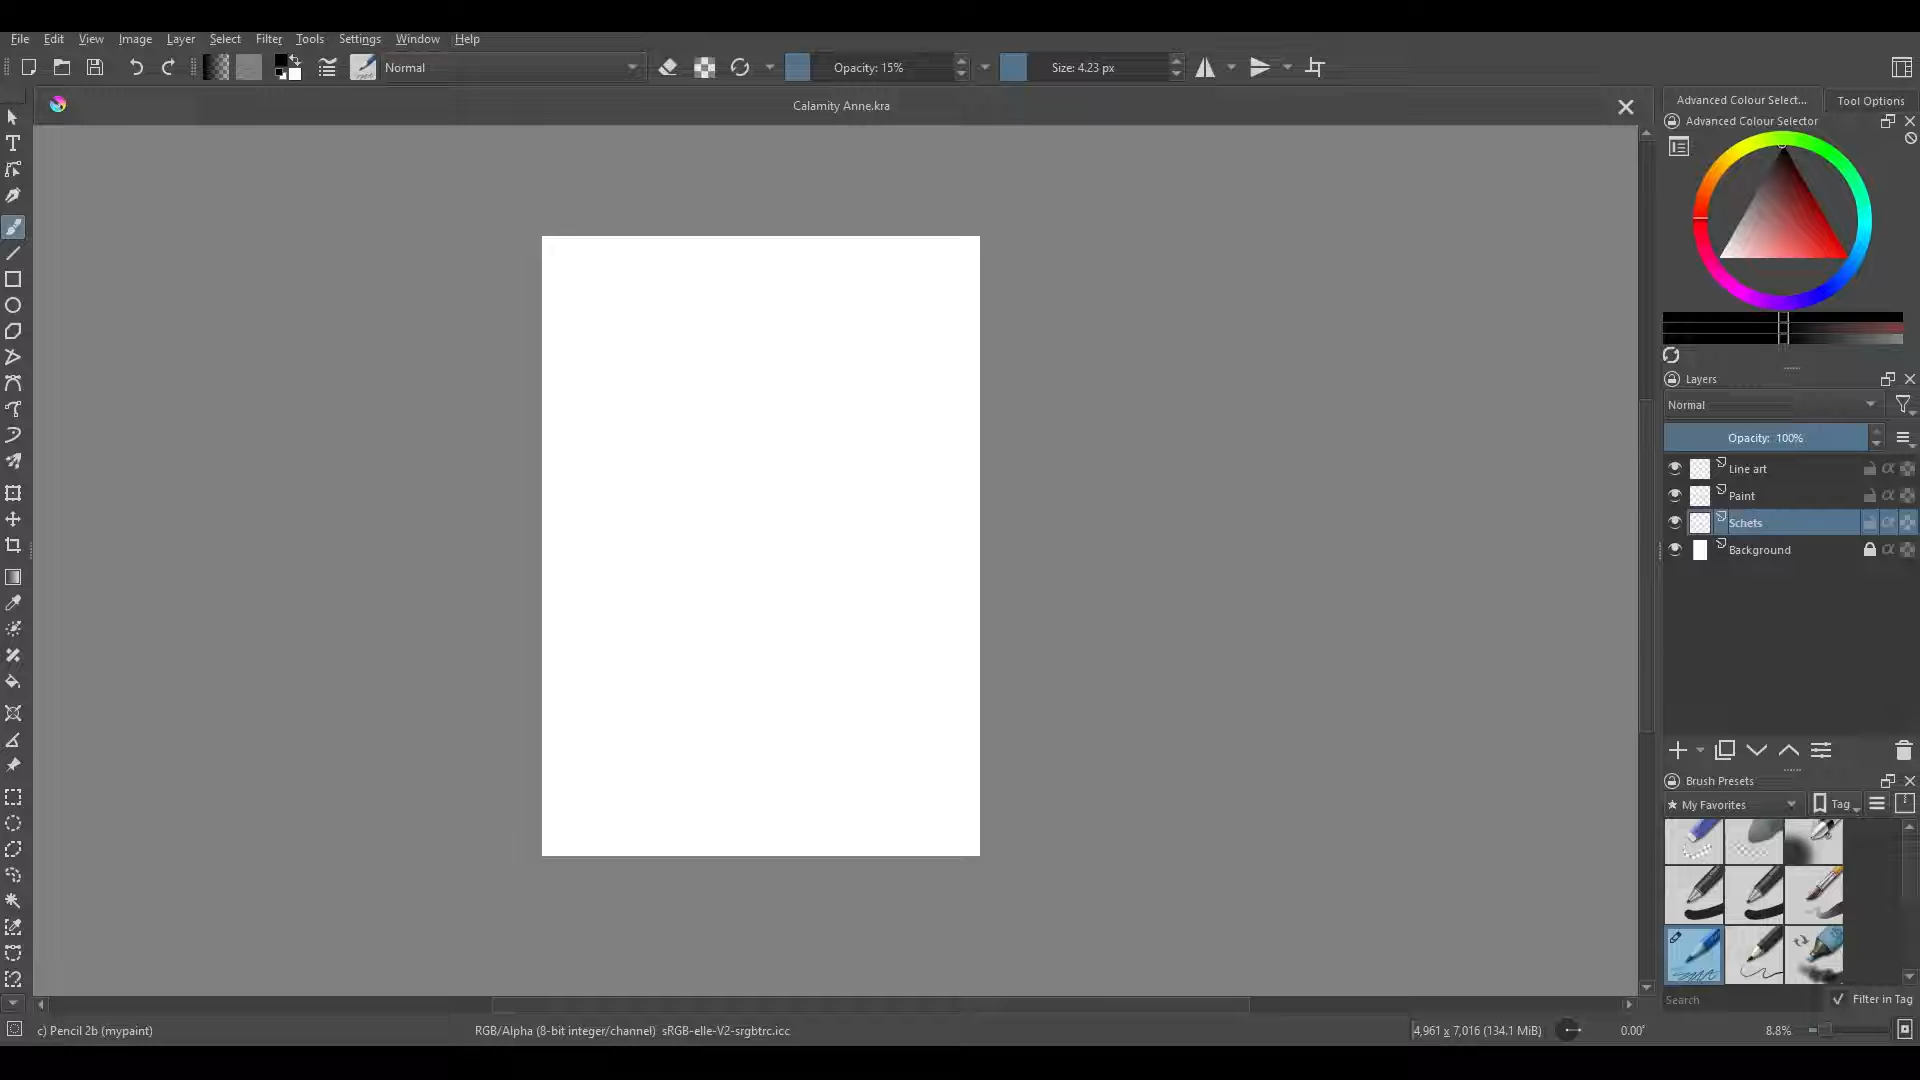 File Edit View Image Layer Select Filter Tools Settings Window Help
Normal Opacity: 15% Size: 4.23 px
Calamity Anne.kra
Advanced Colour Select... Tool Options
Advanced Colour Selector
Layers
Normal
Opacity: 100%
Line art
Paint
Schets
Background
Brush Presets
My Favorites Tag
Search Filter in Tag
c) Pencil 2b (mypaint) RGB/Alpha (8-bit integer/channel) sRGB-elle-V2-srgbtrc.icc 4,961 x 7,016 (134.1 MiB) 0.00° 8.8%